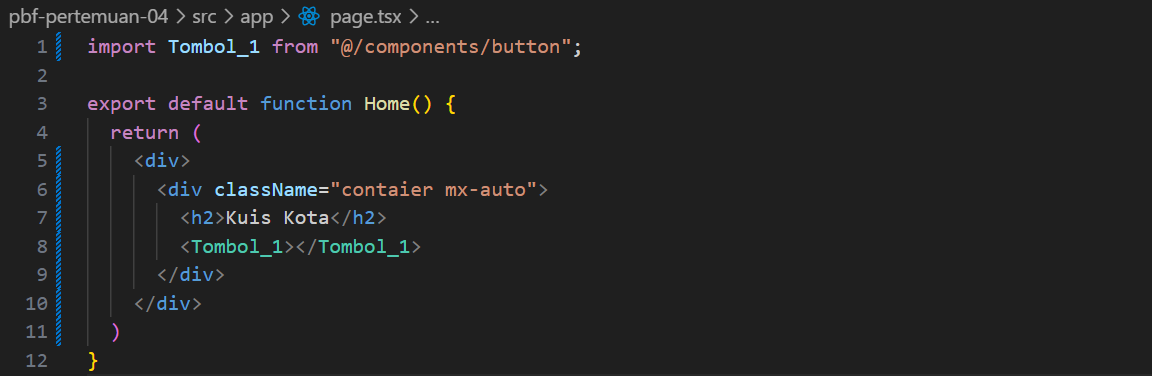 pbf-pertemuan-04 > src > app > page.tsx > ...
1 import Tombol_1 from "@/components/button";
2
3 export default function Home() {
4   return (
5     <div>
6       <div className="contaier mx-auto">
7         <h2>Kuis Kota</h2>
8         <Tombol_1></Tombol_1>
9       </div>
10     </div>
11   )
12 }